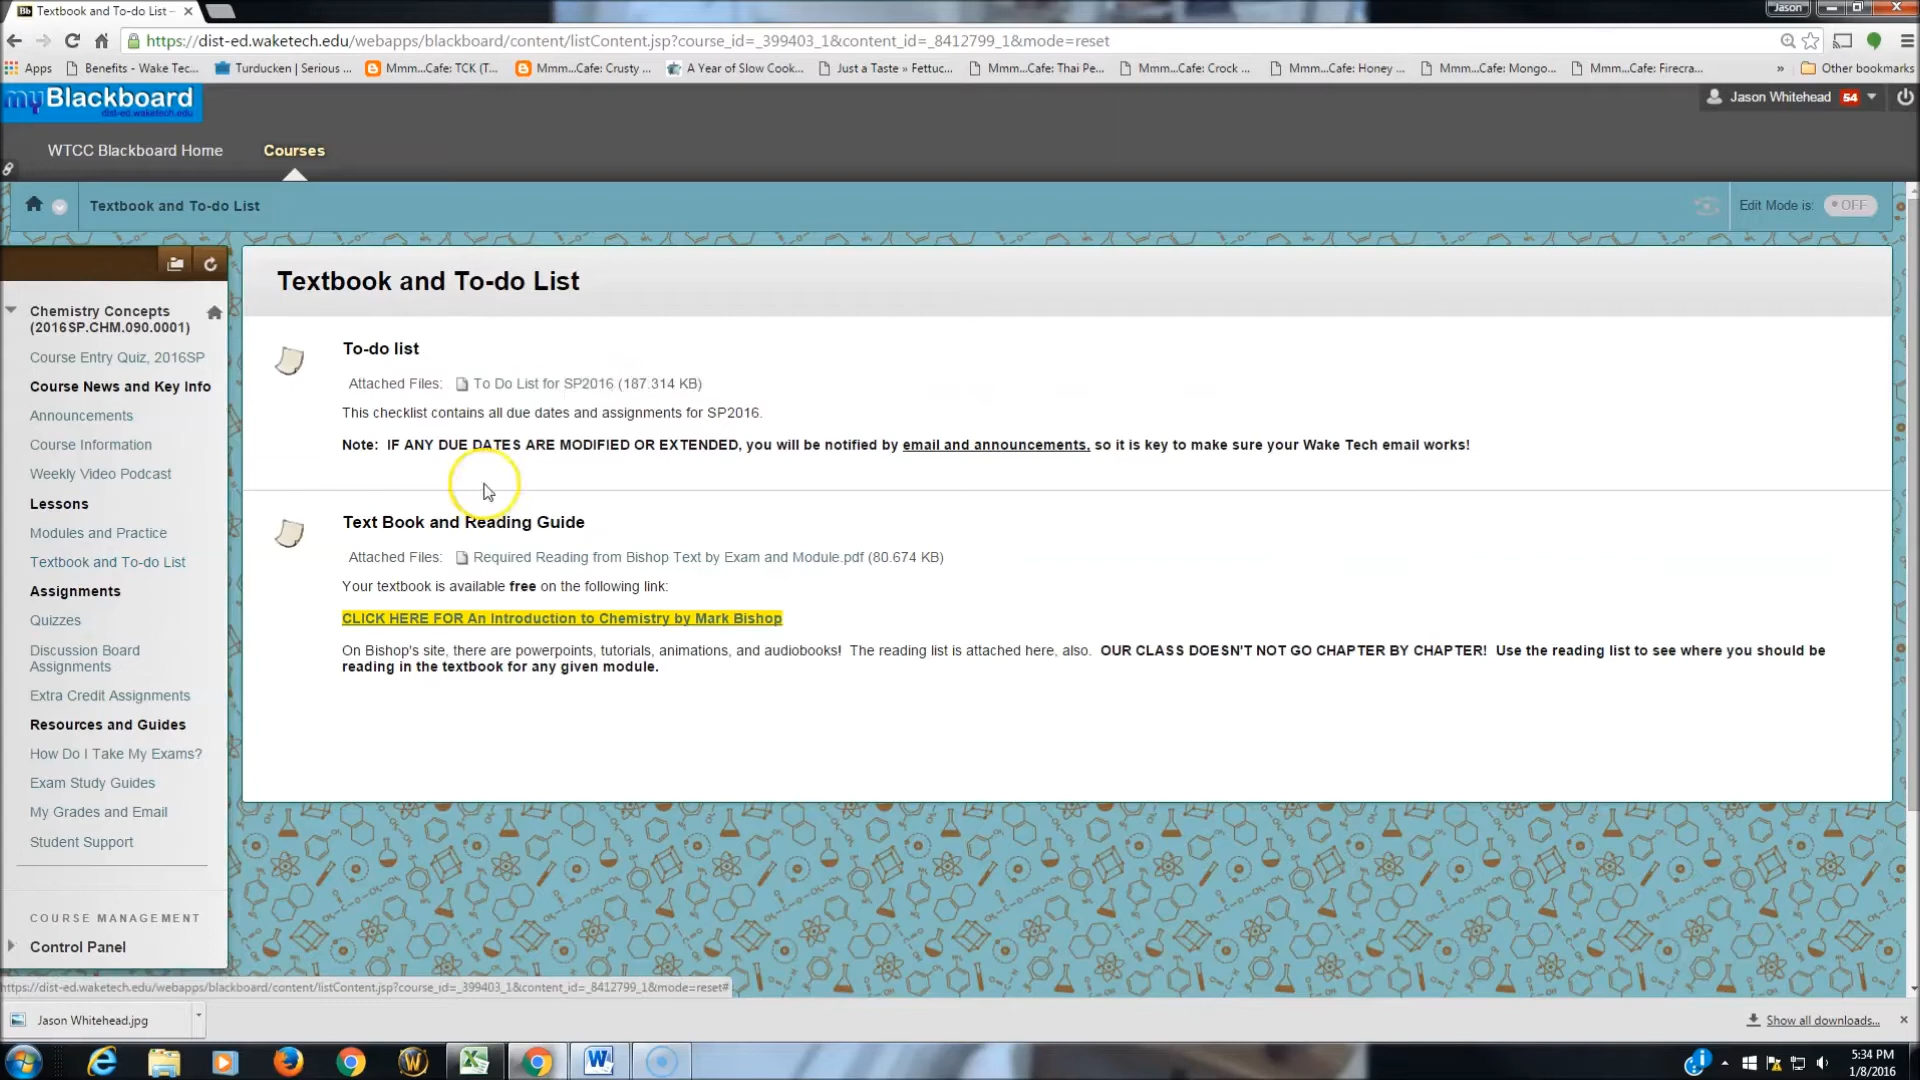 Textbook and To-do List –
Jason
https://dist-ed.waketech.edu/webapps/blackboard/content/listContent.jsp?course_id=_399403_1&content_id=_8412799_1&mode=reset
Apps
Benefits - Wake Tec...
Turducken | Serious ...
Mmm...Cafe: TCK (T...
Mmm...Cafe: Crusty ...
A Year of Slow Cook...
Just a Taste » Fettuc...
Mmm...Cafe: Thai Pe...
Mmm...Cafe: Crock ...
Mmm...Cafe: Honey ...
Mmm...Cafe: Mongo...
Mmm...Cafe: Firecra...
»
Other bookmarks
myBlackboard
dist-ed.waketech.edu
Jason Whitehead 54
WTCC Blackboard Home
Courses
Textbook and To-do List
Edit Mode is: OFF
Chemistry Concepts
(2016SP.CHM.090.0001)
Course Entry Quiz, 2016SP
Course News and Key Info
Announcements
Course Information
Weekly Video Podcast
Lessons
Modules and Practice
Textbook and To-do List
Assignments
Quizzes
Discussion Board
Assignments
Extra Credit Assignments
Resources and Guides
How Do I Take My Exams?
Exam Study Guides
My Grades and Email
Student Support
COURSE MANAGEMENT
Control Panel
Textbook and To-do List
To-do list
Attached Files: To Do List for SP2016 (187.314 KB)
This checklist contains all due dates and assignments for SP2016.
Note: IF ANY DUE DATES ARE MODIFIED OR EXTENDED, you will be notified by email and announcements, so it is key to make sure your Wake Tech email works!
Text Book and Reading Guide
Attached Files: Required Reading from Bishop Text by Exam and Module.pdf (80.674 KB)
Your textbook is available free on the following link:
CLICK HERE FOR An Introduction to Chemistry by Mark Bishop
On Bishop's site, there are powerpoints, tutorials, animations, and audiobooks! The reading list is attached here, also. OUR CLASS DOESN'T NOT GO CHAPTER BY CHAPTER! Use the reading list to see where you should be
reading in the textbook for any given module.
https://dist-ed.waketech.edu/webapps/blackboard/content/listContent.jsp?course_id=_399403_1&content_id=_8412799_1&mode=reset#
Jason Whitehead.jpg
Show all downloads...
5:34 PM
1/8/2016